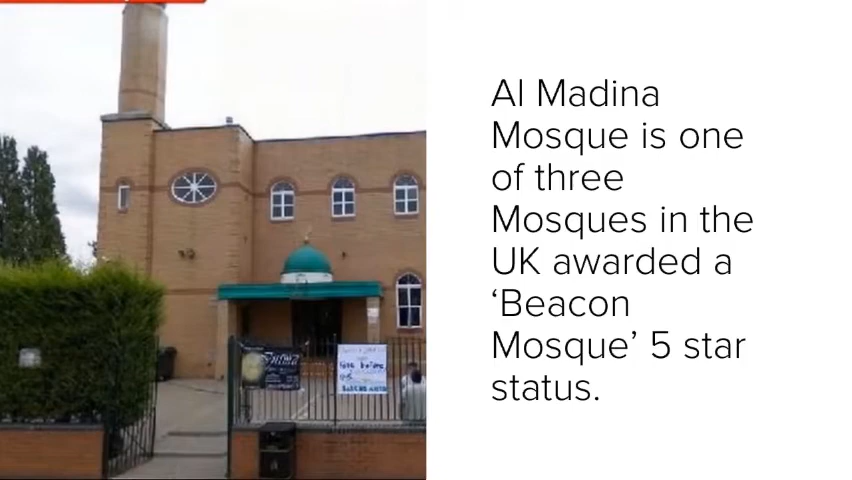 Al Madina
Mosque is one
of three
Mosques in the
UK awarded a
‘Beacon
Mosque’ 5 star
status.